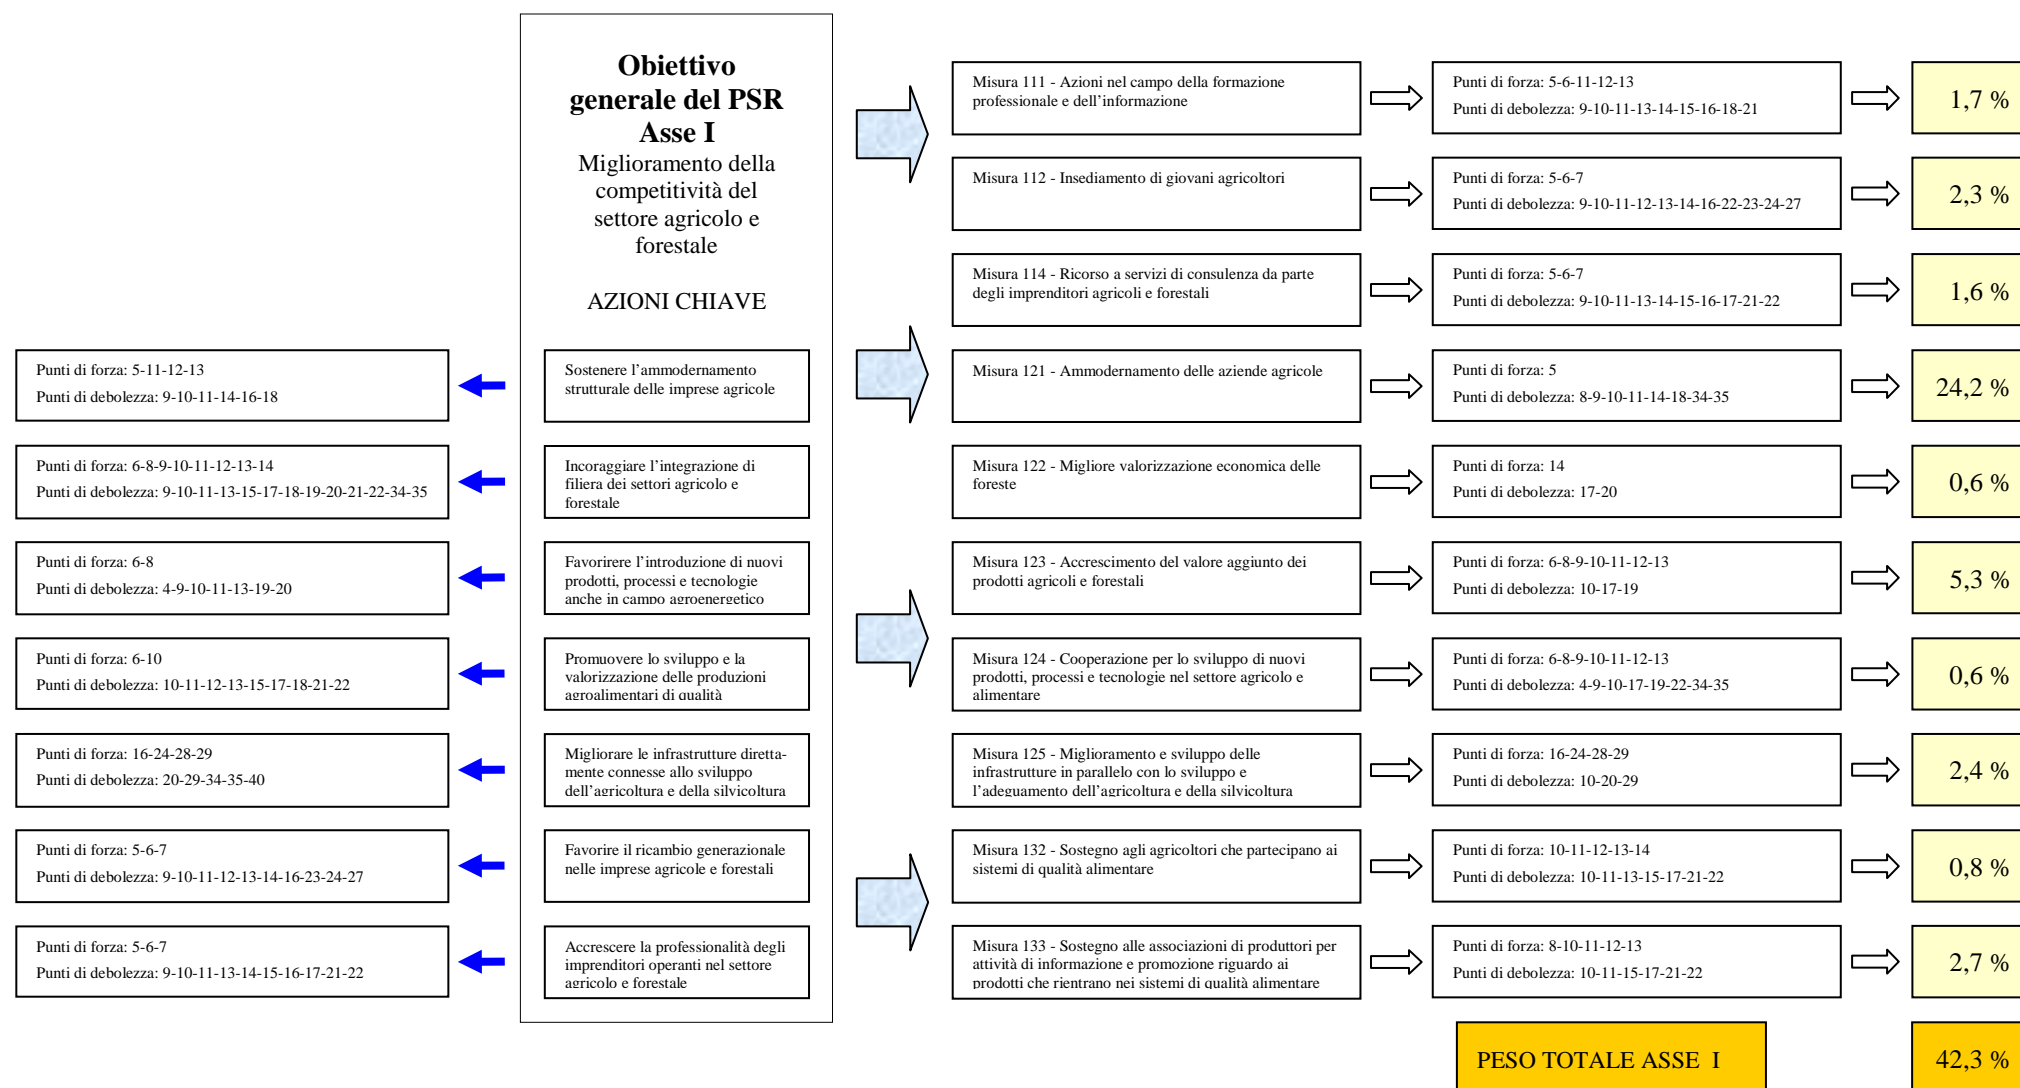 Obiettivo
generale del PSR
Asse I
Miglioramento della
competitività del
settore agricolo e
forestale
AZIONI CHIAVE
Punti di forza: 5-11-12-13
Punti di debolezza: 9-10-11-14-16-18
Sostenere l’ammodernamento
strutturale delle imprese agricole
Punti di forza: 6-8-9-10-11-12-13-14
Punti di debolezza: 9-10-11-13-15-17-18-19-20-21-22-34-35
Incoraggiare l’integrazione di
filiera dei settori agricolo e
forestale
Punti di forza: 6-8
Punti di debolezza: 4-9-10-11-13-19-20
Favorirere l’introduzione di nuovi
prodotti, processi e tecnologie
anche in campo agroenergetico
Punti di forza: 6-10
Punti di debolezza: 10-11-12-13-15-17-18-21-22
Promuovere lo sviluppo e la
valorizzazione delle produzioni
agroalimentari di qualità
Punti di forza: 16-24-28-29
Punti di debolezza: 20-29-34-35-40
Migliorare le infrastrutture diretta-
mente connesse allo sviluppo
dell’agricoltura e della silvicoltura
Punti di forza: 5-6-7
Punti di debolezza: 9-10-11-12-13-14-16-23-24-27
Favorire il ricambio generazionale
nelle imprese agricole e forestali
Punti di forza: 5-6-7
Punti di debolezza: 9-10-11-13-14-15-16-17-21-22
Accrescere la professionalità degli
imprenditori operanti nel settore
agricolo e forestale
Misura 111 - Azioni nel campo della formazione
professionale e dell’informazione
Punti di forza: 5-6-11-12-13
Punti di debolezza: 9-10-11-13-14-15-16-18-21
1,7 %
Misura 112 - Insediamento di giovani agricoltori
Punti di forza: 5-6-7
Punti di debolezza: 9-10-11-12-13-14-16-22-23-24-27
2,3 %
Misura 114 - Ricorso a servizi di consulenza da parte
degli imprenditori agricoli e forestali
Punti di forza: 5-6-7
Punti di debolezza: 9-10-11-13-14-15-16-17-21-22
1,6 %
Misura 121 - Ammodernamento delle aziende agricole
Punti di forza: 5
Punti di debolezza: 8-9-10-11-14-18-34-35
24,2 %
Misura 122 - Migliore valorizzazione economica delle
foreste
Punti di forza: 14
Punti di debolezza: 17-20
0,6 %
Misura 123 - Accrescimento del valore aggiunto dei
prodotti agricoli e forestali
Punti di forza: 6-8-9-10-11-12-13
Punti di debolezza: 10-17-19
5,3 %
Misura 124 - Cooperazione per lo sviluppo di nuovi
prodotti, processi e tecnologie nel settore agricolo e
alimentare
Punti di forza: 6-8-9-10-11-12-13
Punti di debolezza: 4-9-10-17-19-22-34-35
0,6 %
Misura 125 - Miglioramento e sviluppo delle
infrastrutture in parallelo con lo sviluppo e
l’adeguamento dell’agricoltura e della silvicoltura
Punti di forza: 16-24-28-29
Punti di debolezza: 10-20-29
2,4 %
Misura 132 - Sostegno agli agricoltori che partecipano ai
sistemi di qualità alimentare
Punti di forza: 10-11-12-13-14
Punti di debolezza: 10-11-13-15-17-21-22
0,8 %
Misura 133 - Sostegno alle associazioni di produttori per
attività di informazione e promozione riguardo ai
prodotti che rientrano nei sistemi di qualità alimentare
Punti di forza: 8-10-11-12-13
Punti di debolezza: 10-11-15-17-21-22
2,7 %
PESO TOTALE ASSE I
42,3 %